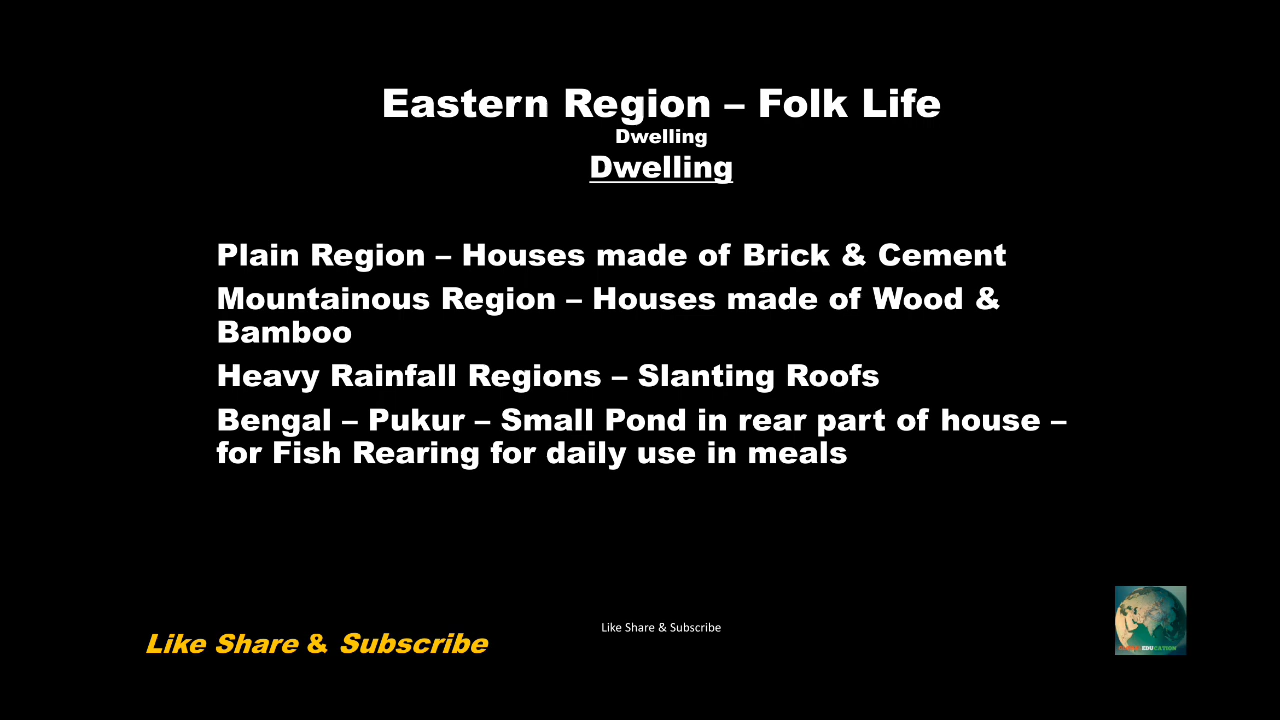 Eastern Region – Folk Life
Dwelling
Dwelling
Plain Region – Houses made of Brick & Cement
Mountainous Region – Houses made of Wood &
Bamboo
Heavy Rainfall Regions – Slanting Roofs
Bengal – Pukur – Small Pond in rear part of house –
for Fish Rearing for daily use in meals
Like Share & Subscribe
Like Share & Subscribe
EDUCATION